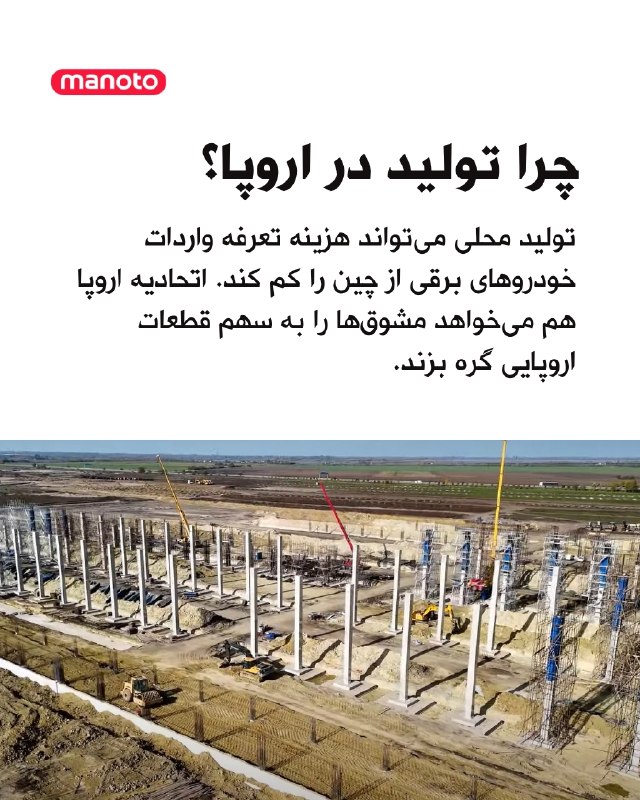 manoto
چرا تولید در اروپا؟
تولید محلی می‌تواند هزینه تعرفه واردات
خودروهای برقی از چین را کم کند. اتحادیه اروپا
هم می‌خواهد مشوق‌ها را به سهم قطعات
اروپایی گره بزند.